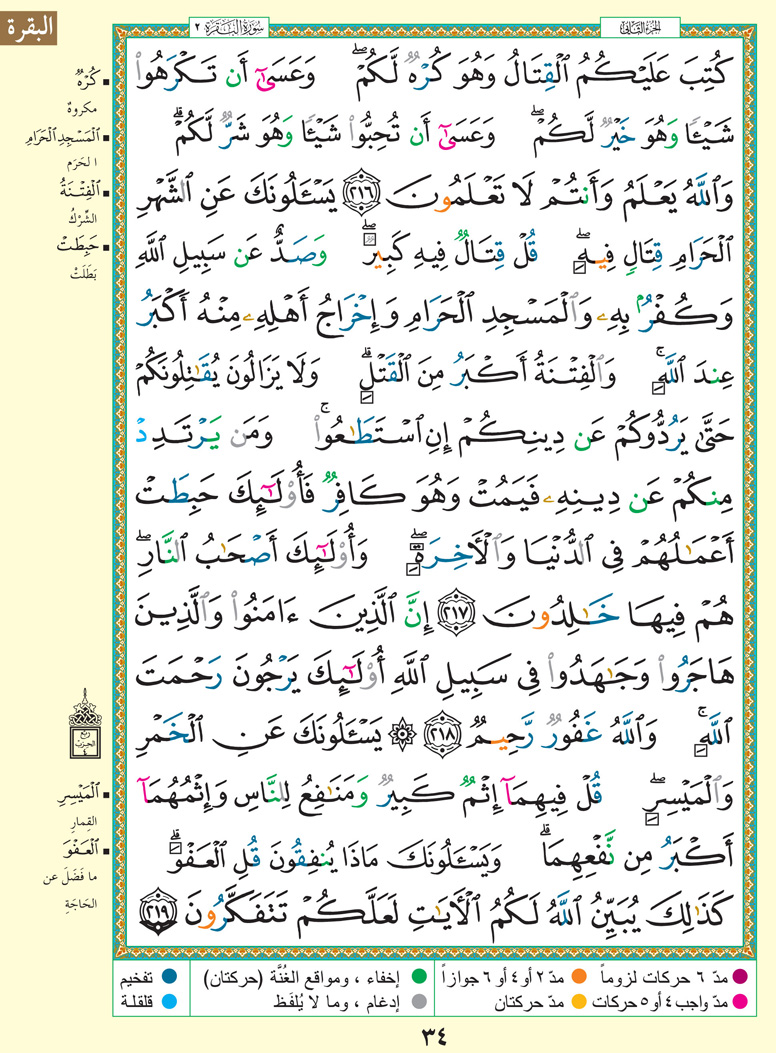 البقرة
الجزء الثاني
سورة البقرة ٢
كُتِبَ عَلَيْكُمُ ٱلْقِتَالُ وَهُوَ كُرْهٌ لَّكُمْ ۖ وَعَسَىٰٓ أَن تَكْرَهُوا۟
شَيْـًٔا وَهُوَ خَيْرٌ لَّكُمْ ۖ وَعَسَىٰٓ أَن تُحِبُّوا۟ شَيْـًٔا وَهُوَ شَرٌّ لَّكُمْ ۗ
وَٱللَّهُ يَعْلَمُ وَأَنتُمْ لَا تَعْلَمُونَ ٢١٦ يَسْـَٔلُونَكَ عَنِ ٱلشَّهْرِ
ٱلْحَرَامِ قِتَالٍ فِيهِ ۖ قُلْ قِتَالٌ فِيهِ كَبِيرٌ ۖ وَصَدٌّ عَن سَبِيلِ ٱللَّهِ
وَكُفْرٌۢ بِهِۦ وَٱلْمَسْجِدِ ٱلْحَرَامِ وَإِخْرَاجُ أَهْلِهِۦ مِنْهُ أَكْبَرُ
عِندَ ٱللَّهِ ۚ وَٱلْفِتْنَةُ أَكْبَرُ مِنَ ٱلْقَتْلِ ۗ وَلَا يَزَالُونَ يُقَٰتِلُونَكُمْ
حَتَّىٰ يَرُدُّوكُمْ عَن دِينِكُمْ إِنِ ٱسْتَطَٰعُوا۟ ۚ وَمَن يَرْتَدِدْ
مِنكُمْ عَن دِينِهِۦ فَيَمُتْ وَهُوَ كَافِرٌ فَأُو۟لَٰٓئِكَ حَبِطَتْ
أَعْمَٰلُهُمْ فِى ٱلدُّنْيَا وَٱلْأَخِرَةِ ۖ وَأُو۟لَٰٓئِكَ أَصْحَٰبُ ٱلنَّارِ ۖ
هُمْ فِيهَا خَٰلِدُونَ ٢١٧ إِنَّ ٱلَّذِينَ ءَامَنُوا۟ وَٱلَّذِينَ
هَاجَرُوا۟ وَجَٰهَدُوا۟ فِى سَبِيلِ ٱللَّهِ أُو۟لَٰٓئِكَ يَرْجُونَ رَحْمَتَ
ٱللَّهِ ۚ وَٱللَّهُ غَفُورٌ رَّحِيمٌ ٢١٨ ۞ يَسْـَٔلُونَكَ عَنِ ٱلْخَمْرِ
وَٱلْمَيْسِرِ ۖ قُلْ فِيهِمَآ إِثْمٌ كَبِيرٌ وَمَنَٰفِعُ لِلنَّاسِ وَإِثْمُهُمَآ
أَكْبَرُ مِن نَّفْعِهِمَا ۗ وَيَسْـَٔلُونَكَ مَاذَا يُنفِقُونَ قُلِ ٱلْعَفْوَ ۗ
كَذَٰلِكَ يُبَيِّنُ ٱللَّهُ لَكُمُ ٱلْأَيَٰتِ لَعَلَّكُمْ تَتَفَكَّرُونَ ٢١٩
كُرْهٌ
مكروهٌ
ٱلْمَسْجِدِ ٱلْحَرَامِ
الحَرَم
ٱلْفِتْنَةُ
الشِّرْكُ
حَبِطَتْ
بَطَلَتْ
ربع
الحزب
٤
ٱلْمَيْسِرِ
القِمارِ
ٱلْعَفْوَ
ما فَضَلَ عن
الحَاجَةِ
مدّ ٦ حركات لزوماً
مدّ ٢ أو ٤ أو ٦ جوازاً
إخفاء ، ومواقع الغُنَّة (حركتان)
تفخيم
مدّ واجب ٤ أو ٥ حركات
مدّ حركتان
إدغام ، وما لا يُلفَظ
قلقلة
٣٤